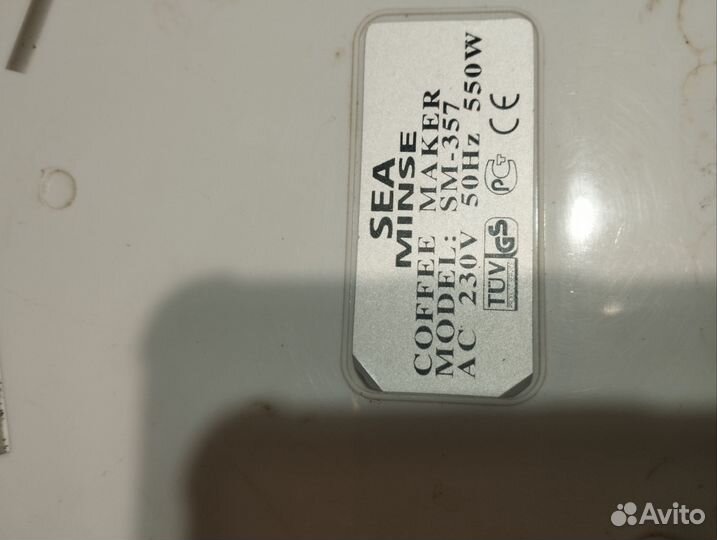 SEA
MINSE
COFFEE MAKER
MODEL: SM-357
AC 230V 50Hz 550W
TÜV GS PC CE
Avito